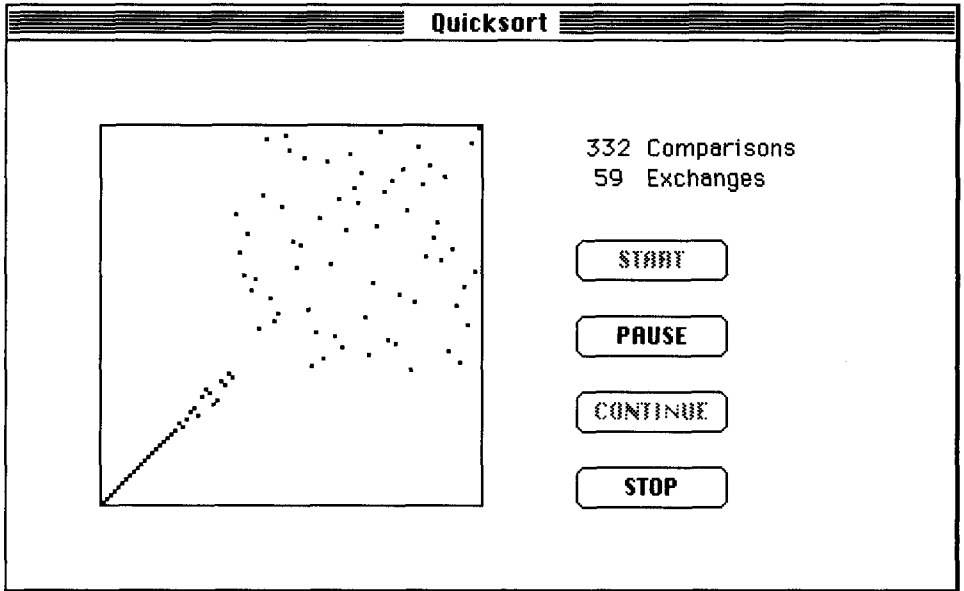 Quicksort
332 Comparisons
59 Exchanges
START
PAUSE
CONTINUE
STOP